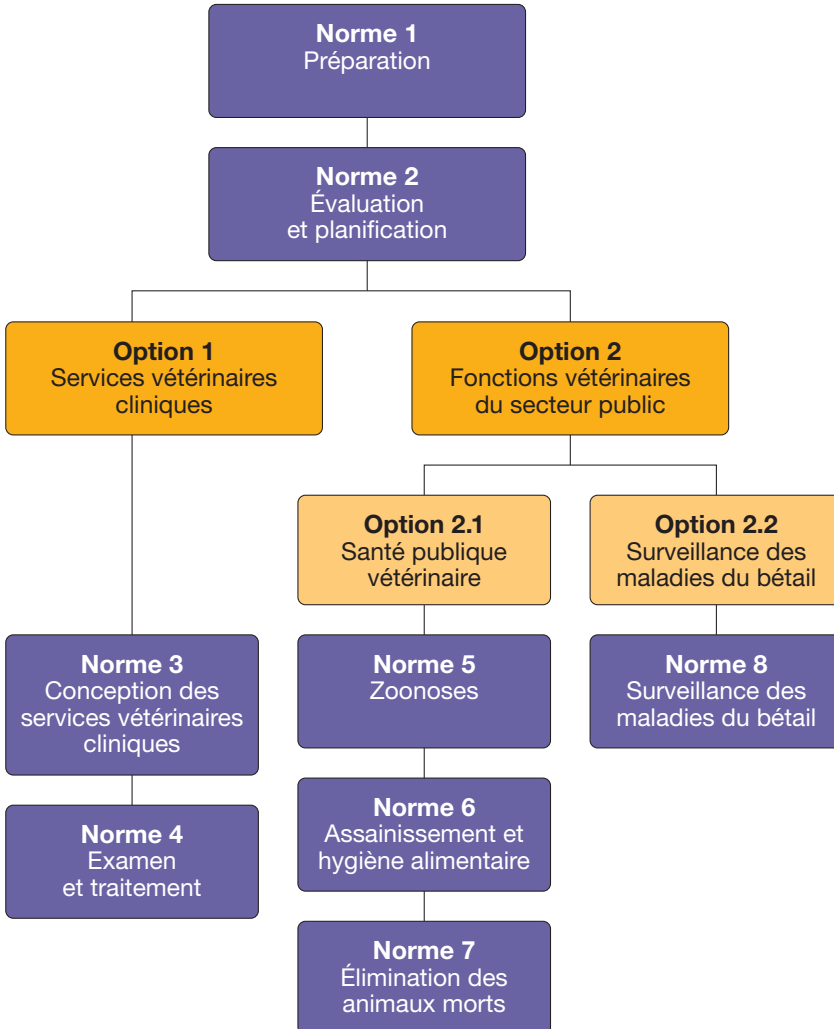 Norme 1
Préparation
Norme 2
Évaluation
et planification
Option 1
Services vétérinaires
cliniques
Option 2
Fonctions vétérinaires
du secteur public
Option 2.1
Santé publique
vétérinaire
Option 2.2
Surveillance des
maladies du bétail
Norme 3
Conception des
services vétérinaires
cliniques
Norme 5
Zoonoses
Norme 8
Surveillance des
maladies du bétail
Norme 4
Examen
et traitement
Norme 6
Assainissement et
hygiène alimentaire
Norme 7
Élimination des
animaux morts